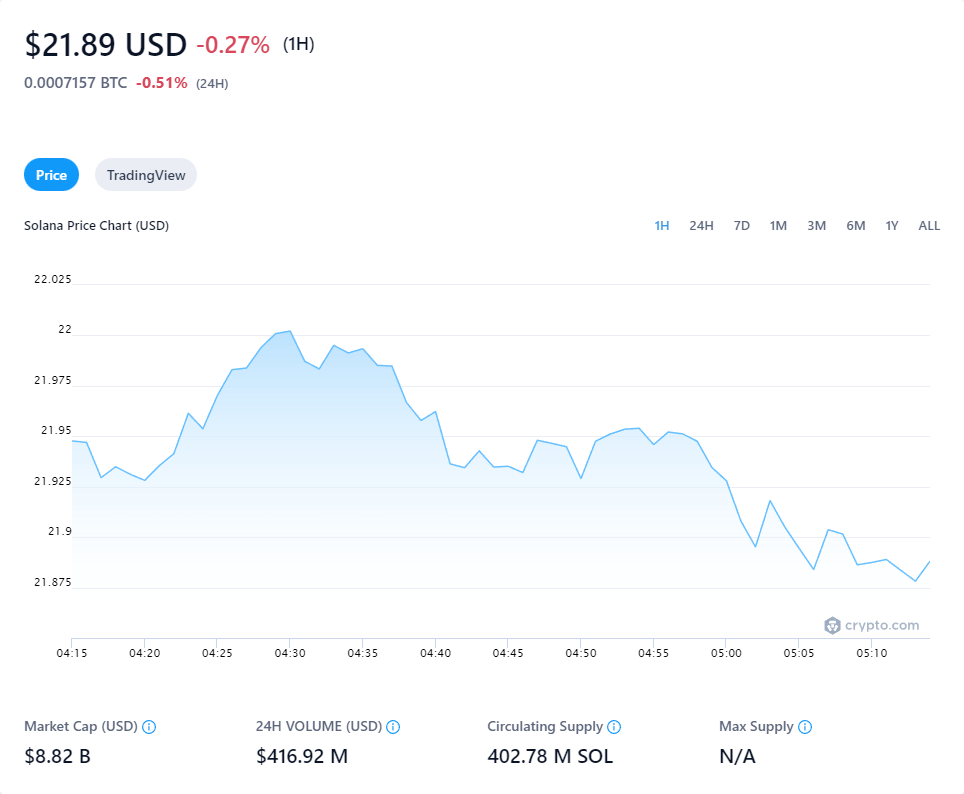 $21.89 USD -0.27% (1H)
0.0007157 BTC -0.51% (24H)
Price TradingView
Solana Price Chart (USD) 1H 24H 7D 1M 3M 6M 1Y ALL
22.025
22
21.975
21.95
21.925
21.9
21.875
crypto.com
04:15 04:20 04:25 04:30 04:35 04:40 04:45 04:50 04:55 05:00 05:05 05:10
Market Cap (USD) 24H VOLUME (USD) Circulating Supply Max Supply
$8.82 B $416.92 M 402.78 M SOL N/A